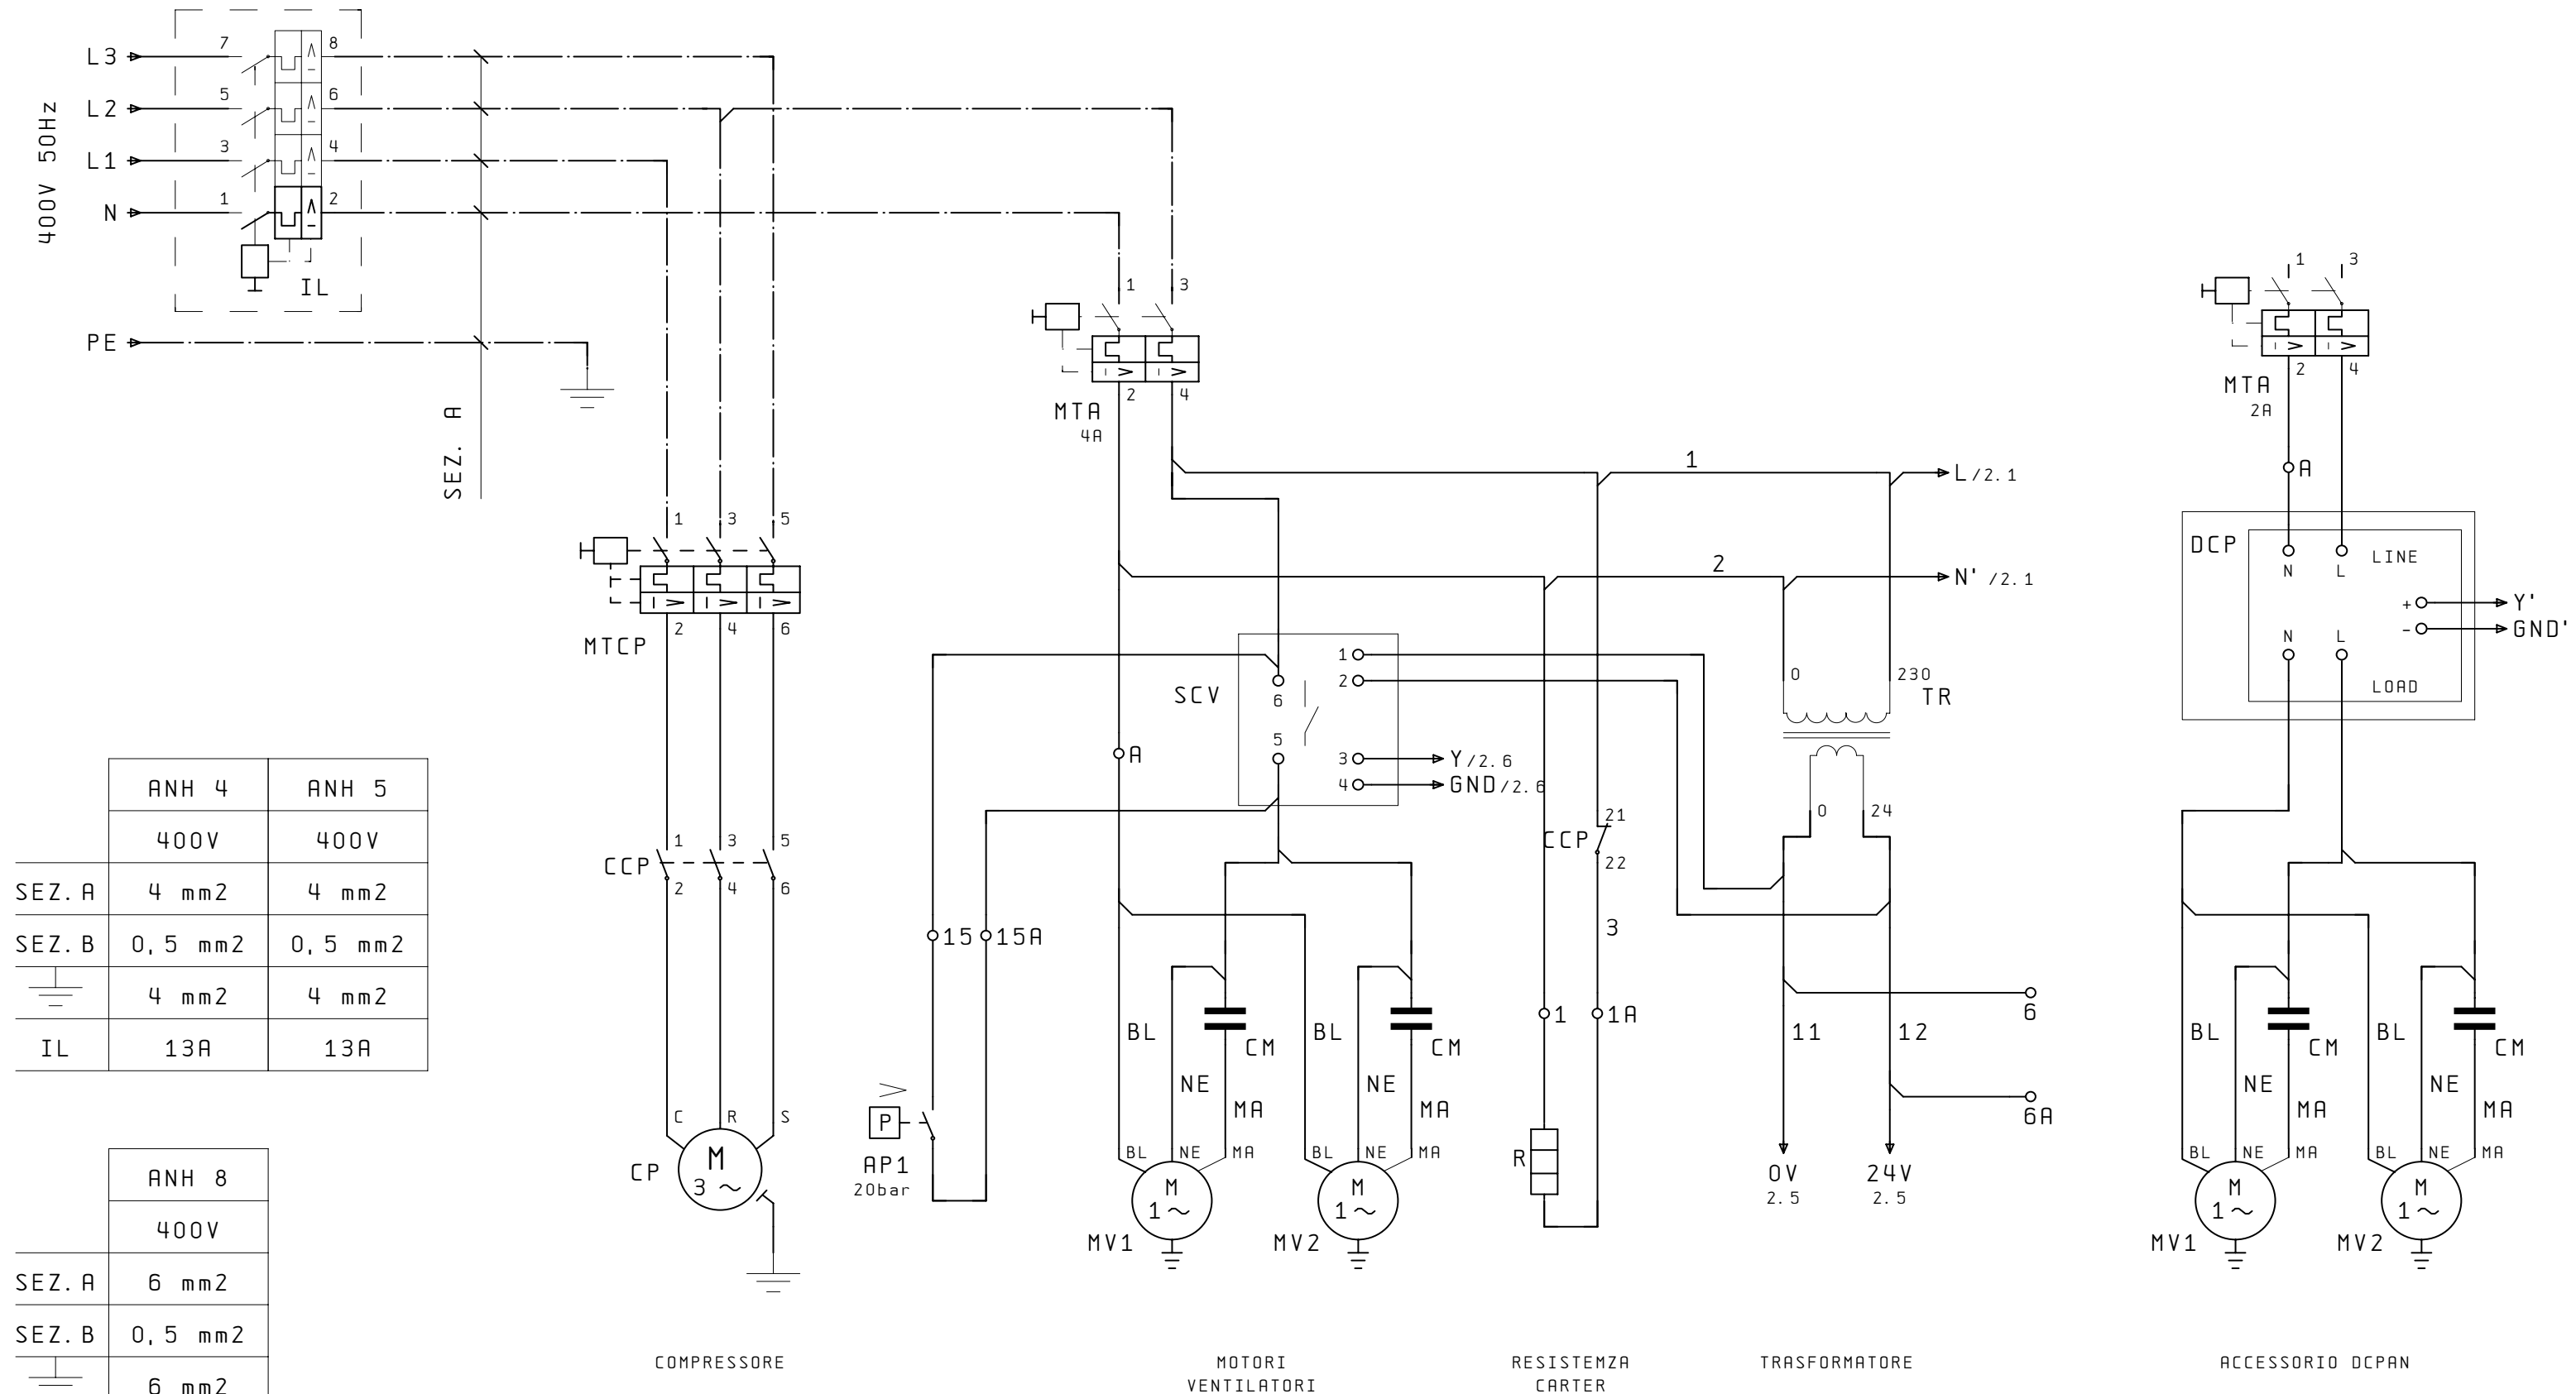 400V 50Hz
L3 7 8
L2 5 6
L1 3 4
N 1 2
IL
PE
SEZ. A
1 3 5
2 4 6
MTCP
1 3 5
CCP
2 4 6
C R S
CP
M
3 ~
COMPRESSORE
1 3
MTA 2 4
4A
1 L/2.1
2 N' /2.1
SCV
1
2
6
5
3 Y/2.6
4 GND/2.6
A
15 15A
P
AP1
20bar
BL NE CM MA
BL NE CM MA
BL NE MA
BL NE MA
M
1 ~
M
1 ~
MV1
MV2
MOTORI
VENTILATORI
21
CCP
22
3
1 1A
R
RESISTEMZA
CARTER
0 230
TR
0 24
11 12
6
6A
0V 24V
2.5 2.5
TRASFORMATORE
1 3
MTA 2 4
2A
A
DCP
N L LINE
+ Y'
- GND'
N L
LOAD
BL NE CM MA
BL NE CM MA
BL NE MA
BL NE MA
M
1 ~
M
1 ~
MV1
MV2
ACCESSORIO DCPAN
ANH 4 ANH 5
400V 400V
SEZ. A 4 mm2 4 mm2
SEZ. B 0,5 mm2 0,5 mm2
4 mm2 4 mm2
IL 13A 13A
ANH 8
400V
SEZ. A 6 mm2
SEZ. B 0,5 mm2
6 mm2